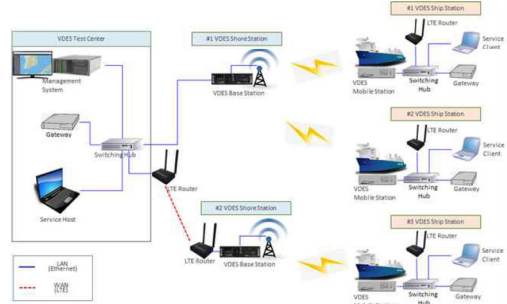 VDES Test Center
Management
System
Gateway
Switching Hub
LTE Router
Service Host
LAN
(Ethernet)
WAN
(LTE)
#1 VDES Shore Station
VDES Base Station
#2 VDES Shore Station
LTE Router
VDES Base Station
#1 VDES Ship Station
LTE Router
Service
Client
VDES
Mobile Station
Switching
Hub
Gateway
#2 VDES Ship Station
LTE Router
Service
Client
VDES
Mobile Station
Switching
Hub
Gateway
#3 VDES Ship Station
LTE Router
Service
Client
VDES
Switching
Hub
Gateway